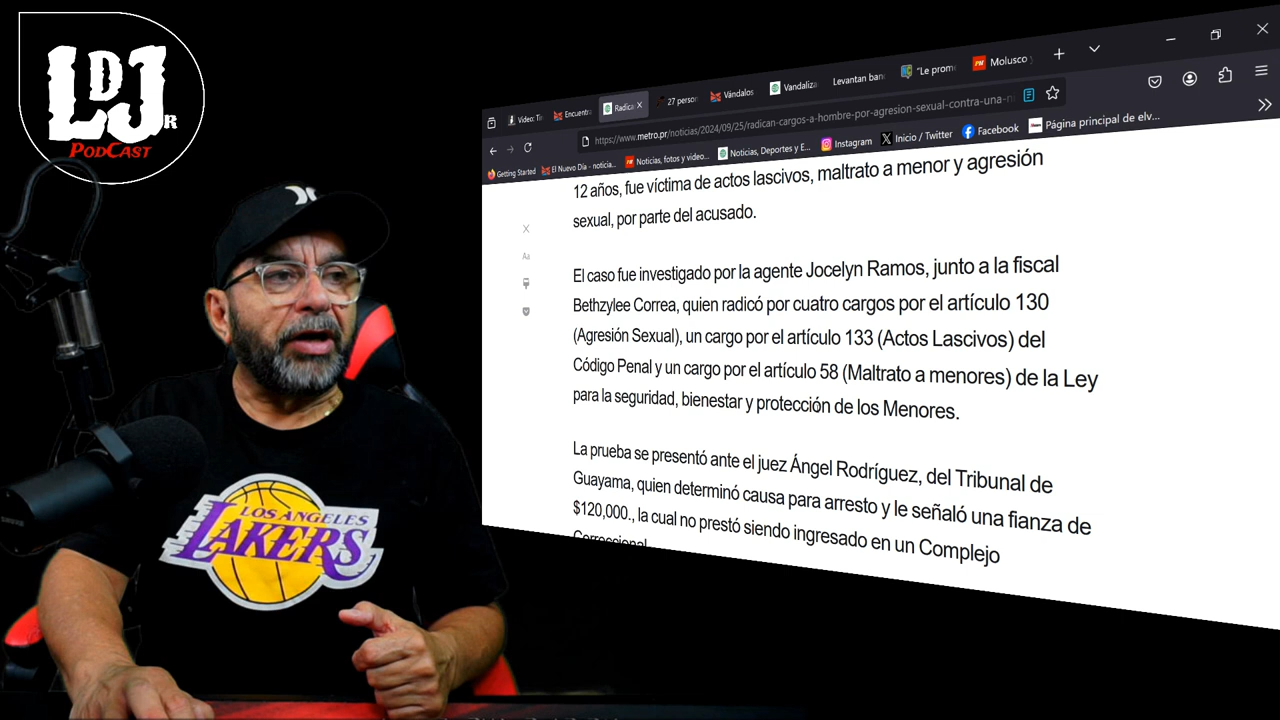 LDJR
PODCAST
LOS ANGELES
LAKERS
SHURE
Video: Ti
Encuentra
Radica
27 person
Vándalos
Vandaliza
Levantan ban
"Le prom
Molusco y
https://www.metro.pr/noticias/2024/09/25/radican-cargos-a-hombre-por-agresion-sexual-contra-una-n
Getting Started
El Nuevo Día - noticia...
Noticias, fotos y video...
Noticias, Deportes y E...
Instagram
Inicio / Twitter
Facebook
Página principal de elv...
Aa
12 años, fue víctima de actos lascivos, maltrato a menor y agresión
sexual, por parte del acusado.
El caso fue investigado por la agente Jocelyn Ramos, junto a la fiscal
Bethzylee Correa, quien radicó por cuatro cargos por el artículo 130
(Agresión Sexual), un cargo por el artículo 133 (Actos Lascivos) del
Código Penal y un cargo por el artículo 58 (Maltrato a menores) de la Ley
para la seguridad, bienestar y protección de los Menores.
La prueba se presentó ante el juez Ángel Rodríguez, del Tribunal de
Guayama, quien determinó causa para arresto y le señaló una fianza de
$120,000., la cual no prestó siendo ingresado en un Complejo
Correccional